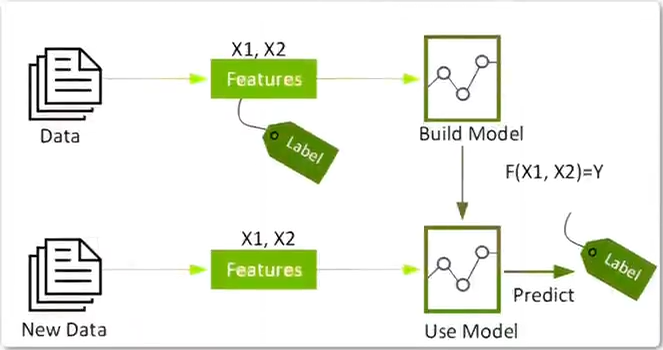 X1, X2
Features
Data
Label
Build Model
F(X1, X2)=Y
X1, X2
Features
Label
Predict
New Data
Use Model